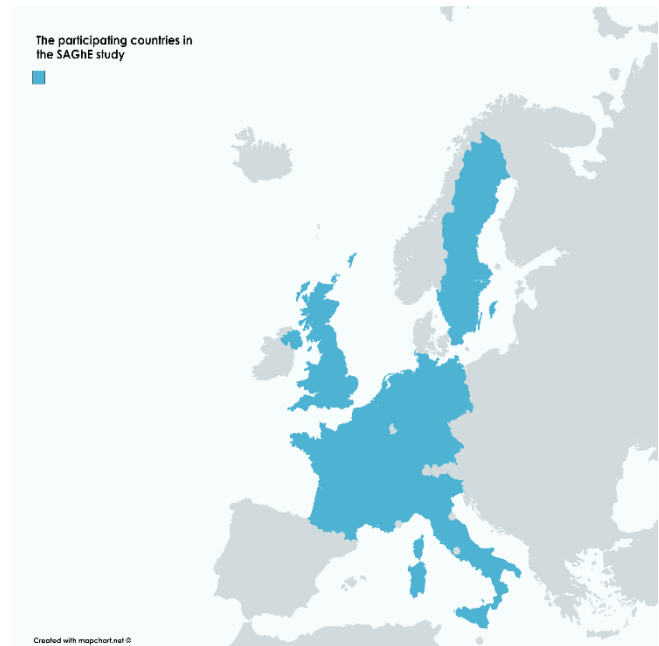 The participating countries in
the SAGhE study
Created with mapchart.net ©